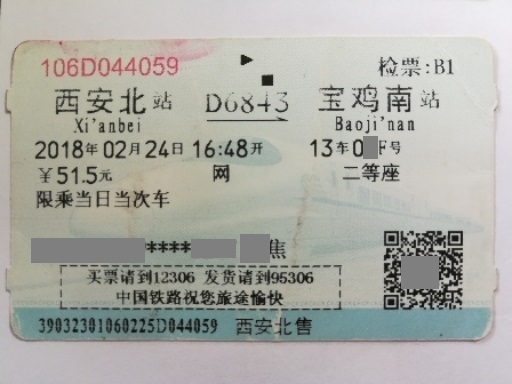 106D044059 检票:B1
西安北站 D6843 宝鸡南站
Xi'anbei Baoji'nan
2018年02月24日16:48开 13车0 F号
￥51.5元 网 二等座
限乘当日当次车
**** 焦
买票请到12306 发货请到95306
中国铁路祝您旅途愉快
39032301060225D044059 西安北售